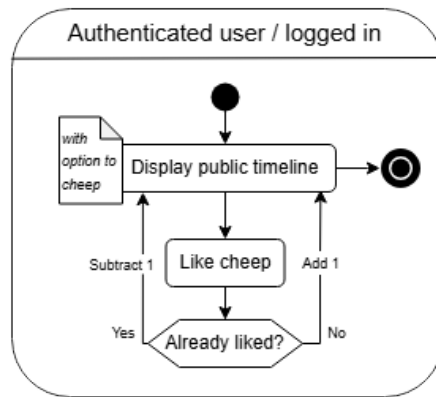 Authenticated user / logged in
with
option to
cheep
Display public timeline
Subtract 1
Like cheep
Add 1
Yes
Already liked?
No